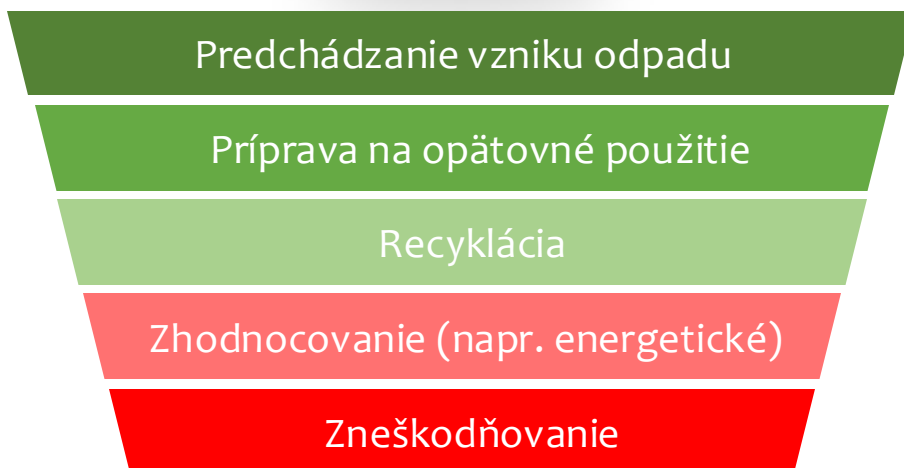 Predchádzanie vzniku odpadu
Príprava na opätovné použitie
Recyklácia
Zhodnocovanie (napr. energetické)
Zneškodňovanie